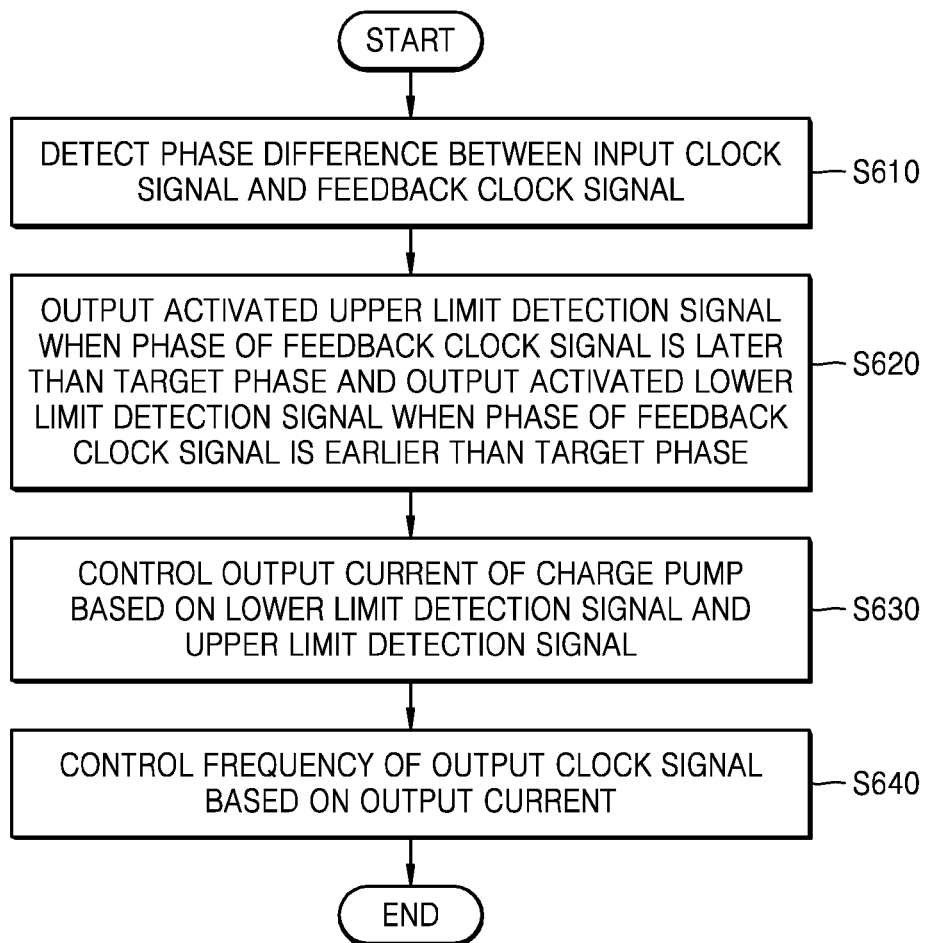 START
DETECT PHASE DIFFERENCE BETWEEN INPUT CLOCK
SIGNAL AND FEEDBACK CLOCK SIGNAL
S610
OUTPUT ACTIVATED UPPER LIMIT DETECTION SIGNAL
WHEN PHASE OF FEEDBACK CLOCK SIGNAL IS LATER
THAN TARGET PHASE AND OUTPUT ACTIVATED LOWER
LIMIT DETECTION SIGNAL WHEN PHASE OF FEEDBACK
CLOCK SIGNAL IS EARLIER THAN TARGET PHASE
S620
CONTROL OUTPUT CURRENT OF CHARGE PUMP
BASED ON LOWER LIMIT DETECTION SIGNAL AND
UPPER LIMIT DETECTION SIGNAL
S630
CONTROL FREQUENCY OF OUTPUT CLOCK SIGNAL
BASED ON OUTPUT CURRENT
S640
END